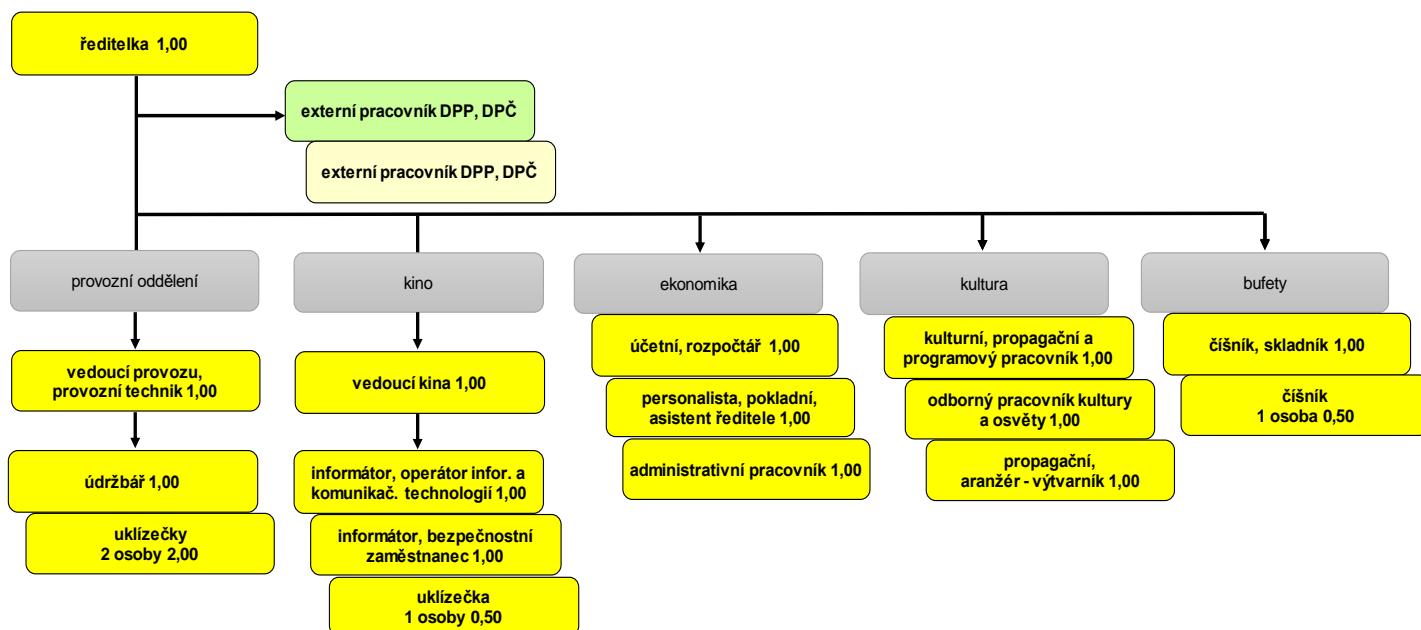 ředitelka 1,00
externí pracovník DPP, DPČ
externí pracovník DPP, DPČ
provozní oddělení
kino
ekonomika
kultura
bufety
vedoucí provozu,
provozní technik 1,00
údržbář 1,00
uklízečky
2 osoby 2,00
vedoucí kina 1,00
informátor, operátor infor. a
komunikač. technologií 1,00
informátor, bezpečnostní
zaměstnanec 1,00
uklízečka
1 osoby 0,50
účetní, rozpočtář 1,00
personalista, pokladní,
asistent ředitele 1,00
administrativní pracovník 1,00
kulturní, propagační a
programový pracovník 1,00
odborný pracovník kultury
a osvěty 1,00
propagační,
aranžér - výtvarník 1,00
číšník, skladník 1,00
číšník
1 osoba 0,50